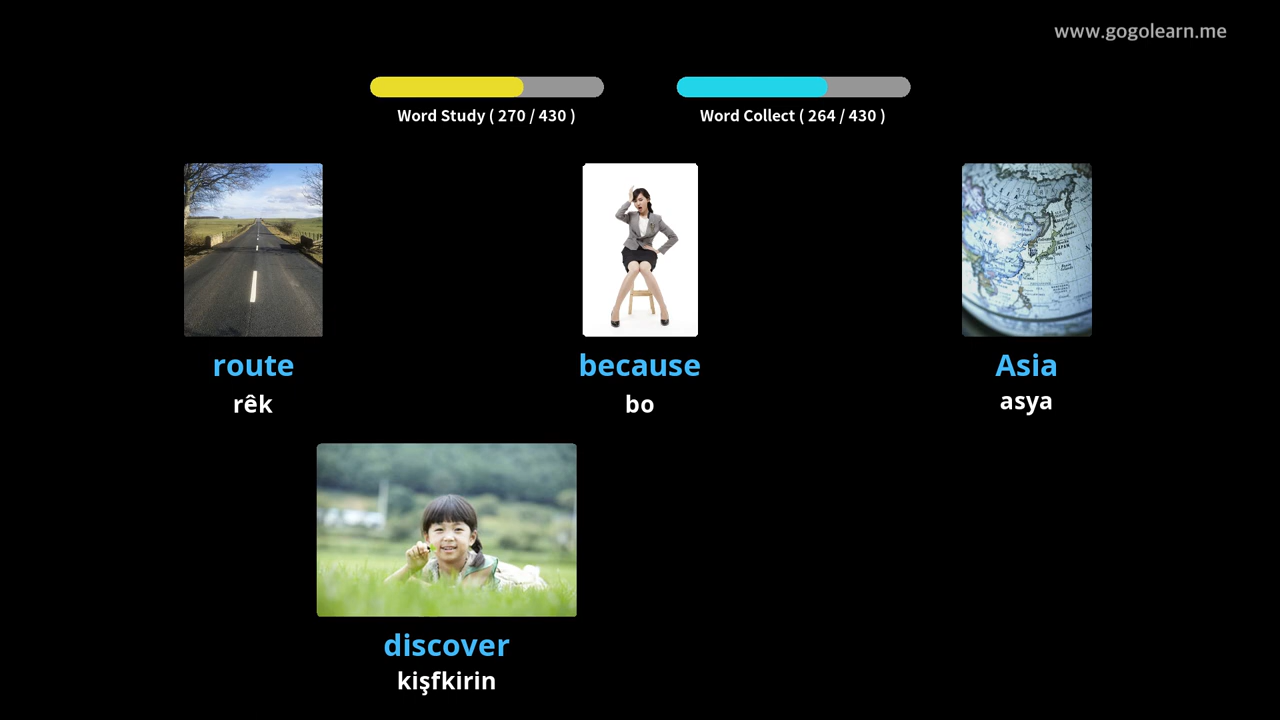 www.gogolearn.me
Word Study ( 270 / 430 )
Word Collect ( 264 / 430 )
route
because
Asia
rêk
bo
asya
discover
kişfkirin